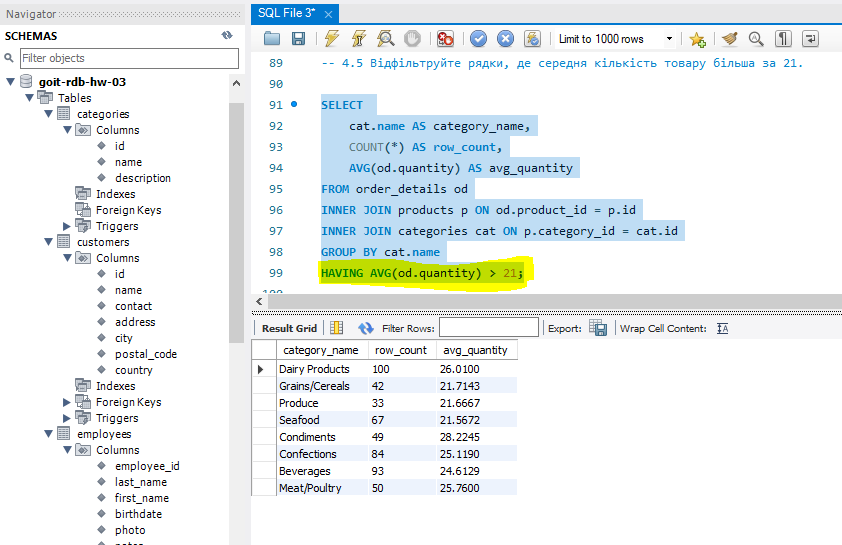 Navigator
SCHEMAS
Filter objects
goit-rdb-hw-03
Tables
categories
Columns
id
name
description
Indexes
Foreign Keys
Triggers
customers
Columns
id
name
contact
address
city
postal_code
country
Indexes
Foreign Keys
Triggers
employees
Columns
employee_id
last_name
first_name
birthdate
photo
SQL File 3*
Limit to 1000 rows
89 -- 4.5 Відфільтруйте рядки, де середня кількість товару більша за 21.
90
91 SELECT
92 cat.name AS category_name,
93 COUNT(*) AS row_count,
94 AVG(od.quantity) AS avg_quantity
95 FROM order_details od
96 INNER JOIN products p ON od.product_id = p.id
97 INNER JOIN categories cat ON p.category_id = cat.id
98 GROUP BY cat.name
99 HAVING AVG(od.quantity) > 21;
Result Grid Filter Rows: Export: Wrap Cell Content: IA
category_name row_count avg_quantity
Dairy Products 100 26.0100
Grains/Cereals 42 21.7143
Produce 33 21.6667
Seafood 67 21.5672
Condiments 49 28.2245
Confections 84 25.1190
Beverages 93 24.6129
Meat/Poultry 50 25.7600